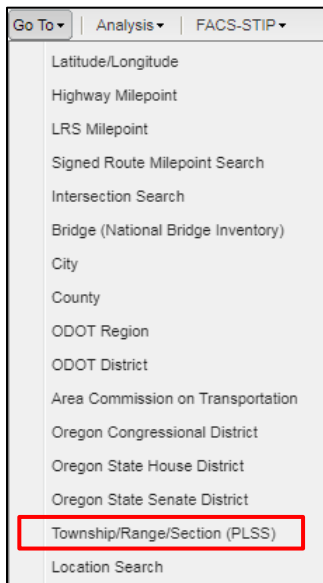 Go To | Analysis | FACS-STIP
Latitude/Longitude
Highway Milepoint
LRS Milepoint
Signed Route Milepoint Search
Intersection Search
Bridge (National Bridge Inventory)
City
County
ODOT Region
ODOT District
Area Commission on Transportation
Oregon Congressional District
Oregon State House District
Oregon State Senate District
Township/Range/Section (PLSS)
Location Search